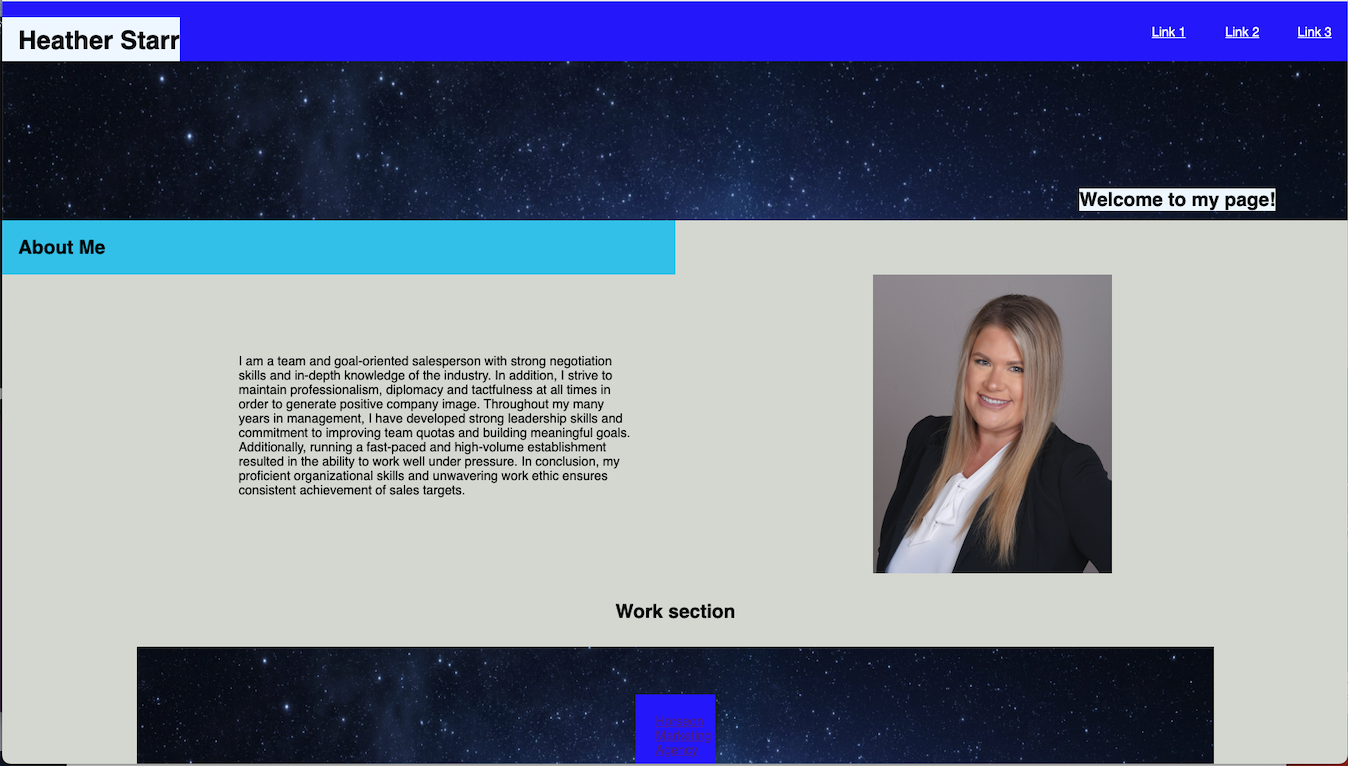 Heather Starr
Link 1 Link 2 Link 3
Welcome to my page!
About Me
I am a team and goal-oriented salesperson with strong negotiation
skills and in-depth knowledge of the industry. In addition, I strive to
maintain professionalism, diplomacy and tactfulness at all times in
order to generate positive company image. Throughout my many
years in management, I have developed strong leadership skills and
commitment to improving team quotas and building meaningful goals.
Additionally, running a fast-paced and high-volume establishment
resulted in the ability to work well under pressure. In conclusion, my
proficient organizational skills and unwavering work ethic ensures
consistent achievement of sales targets.
Work section
Marketing
Agency